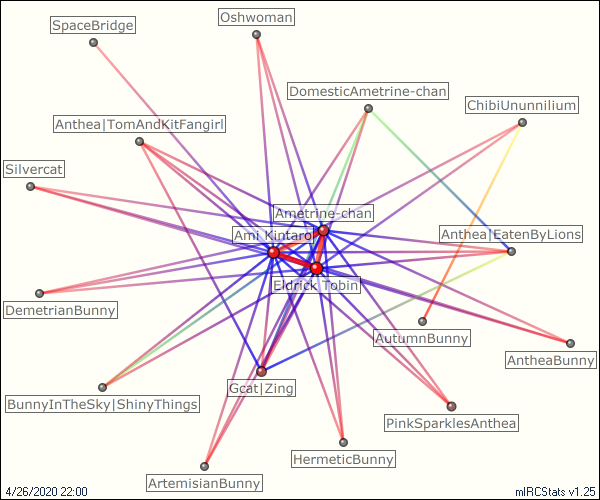 SpaceBridge
Oshwoman
DomesticAmetrine-chan
ChibiUnunnilium
Anthea|TomAndKitFangirl
Silvercat
Ametrine-chan
Ami Kintaro
Anthea|EatenByLions
Eldrick Tobin
DemetrianBunny
AutumnBunny
AntheaBunny
Gcat|Zing
BunnyInTheSky|ShinyThings
PinkSparklesAnthea
HermeticBunny
ArtemisianBunny
4/26/2020 22:00
mIRCStats v1.25